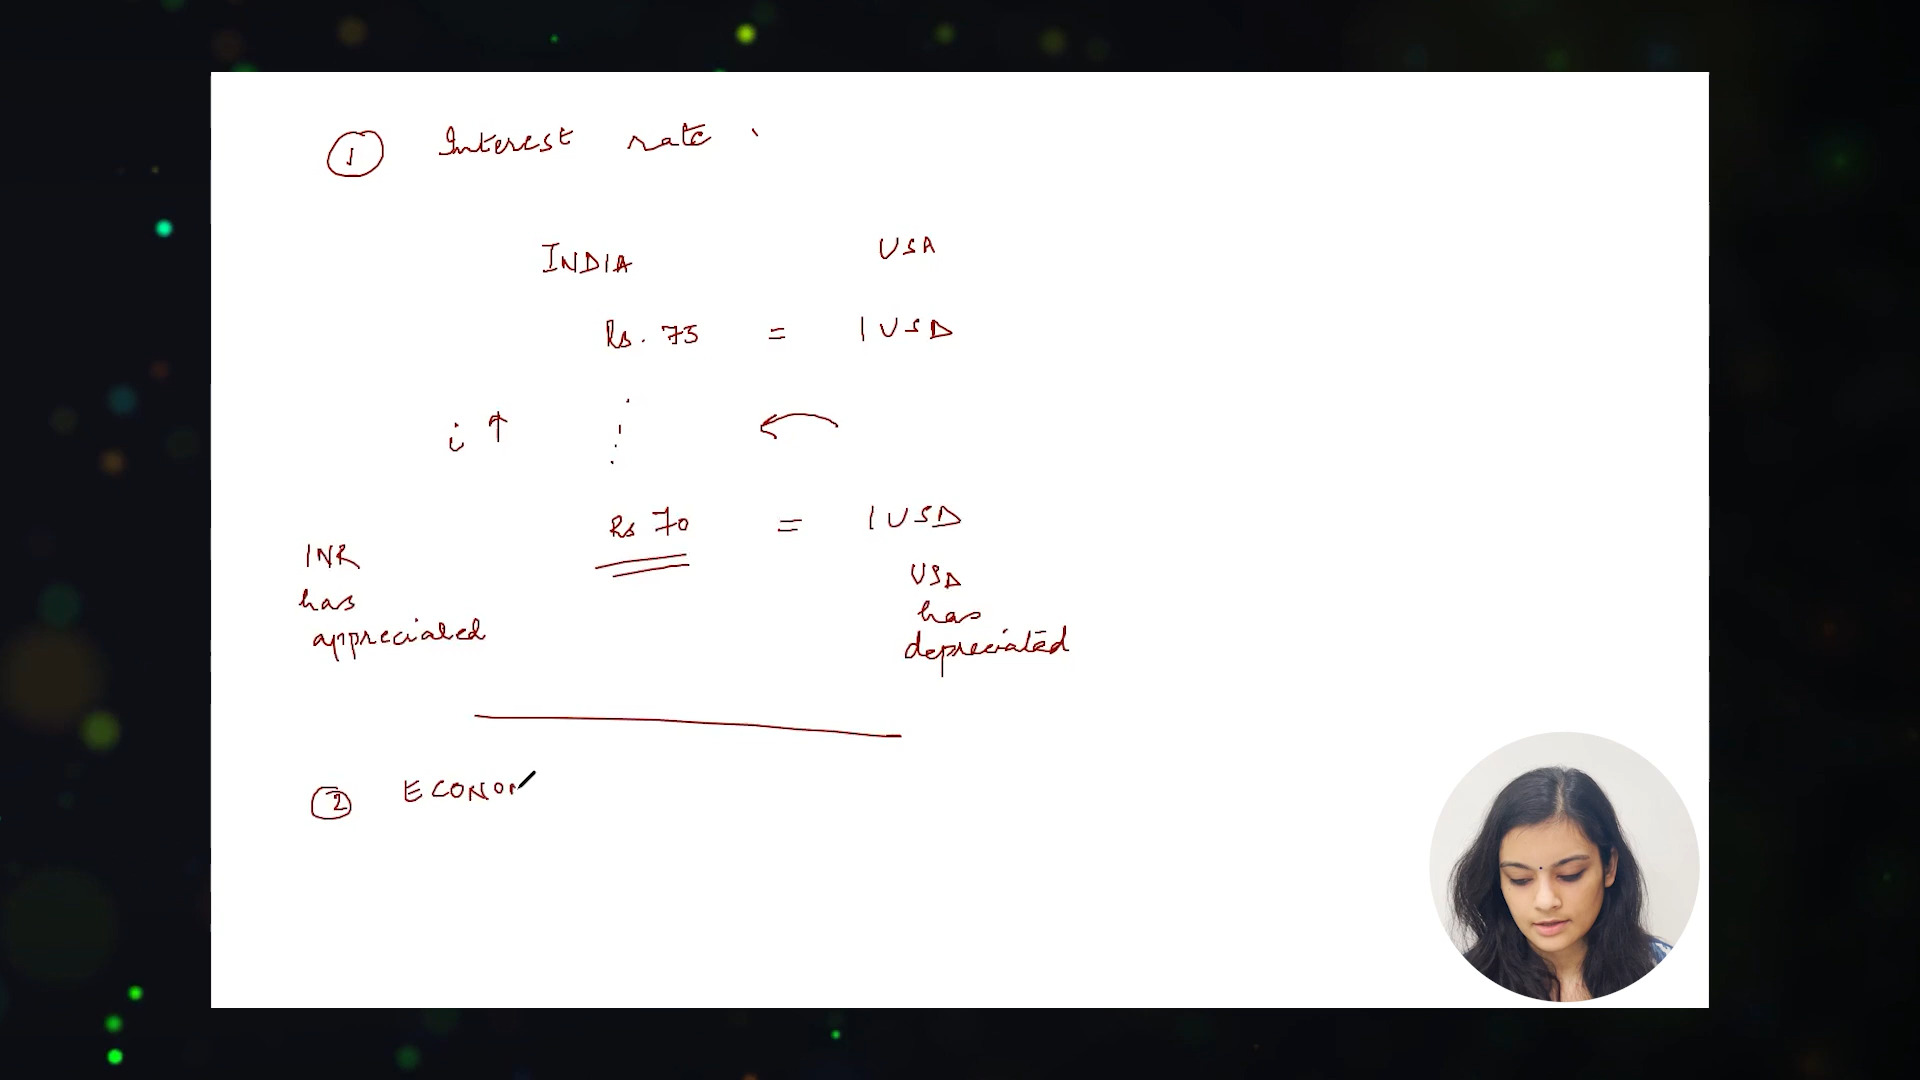 1 Interest rate .
INDIA USA
Rs. 75 = 1 USD
i ↑
Rs 70 = 1 USD
INR
has
appreciated
USD
has
depreciated
2 ECONOM